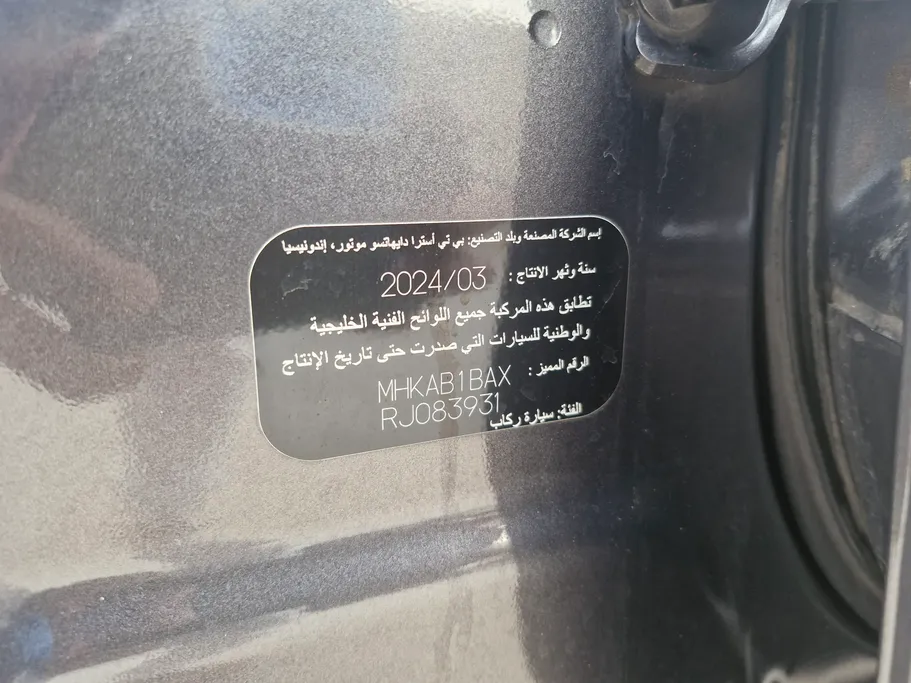 إسم الشركة المصنعة وبلد التصنيع: بي تي أسترا دايهاتسو موتور، إندونيسيا
سنة وشهر الانتاج : 2024/03
تطابق هذه المركبة جميع اللوائح الفنية الخليجية
والوطنية للسيارات التي صدرت حتى تاريخ الإنتاج
الرقم المميز : MHKAB1BAX
RJ083931
الفئة: سيارة ركاب